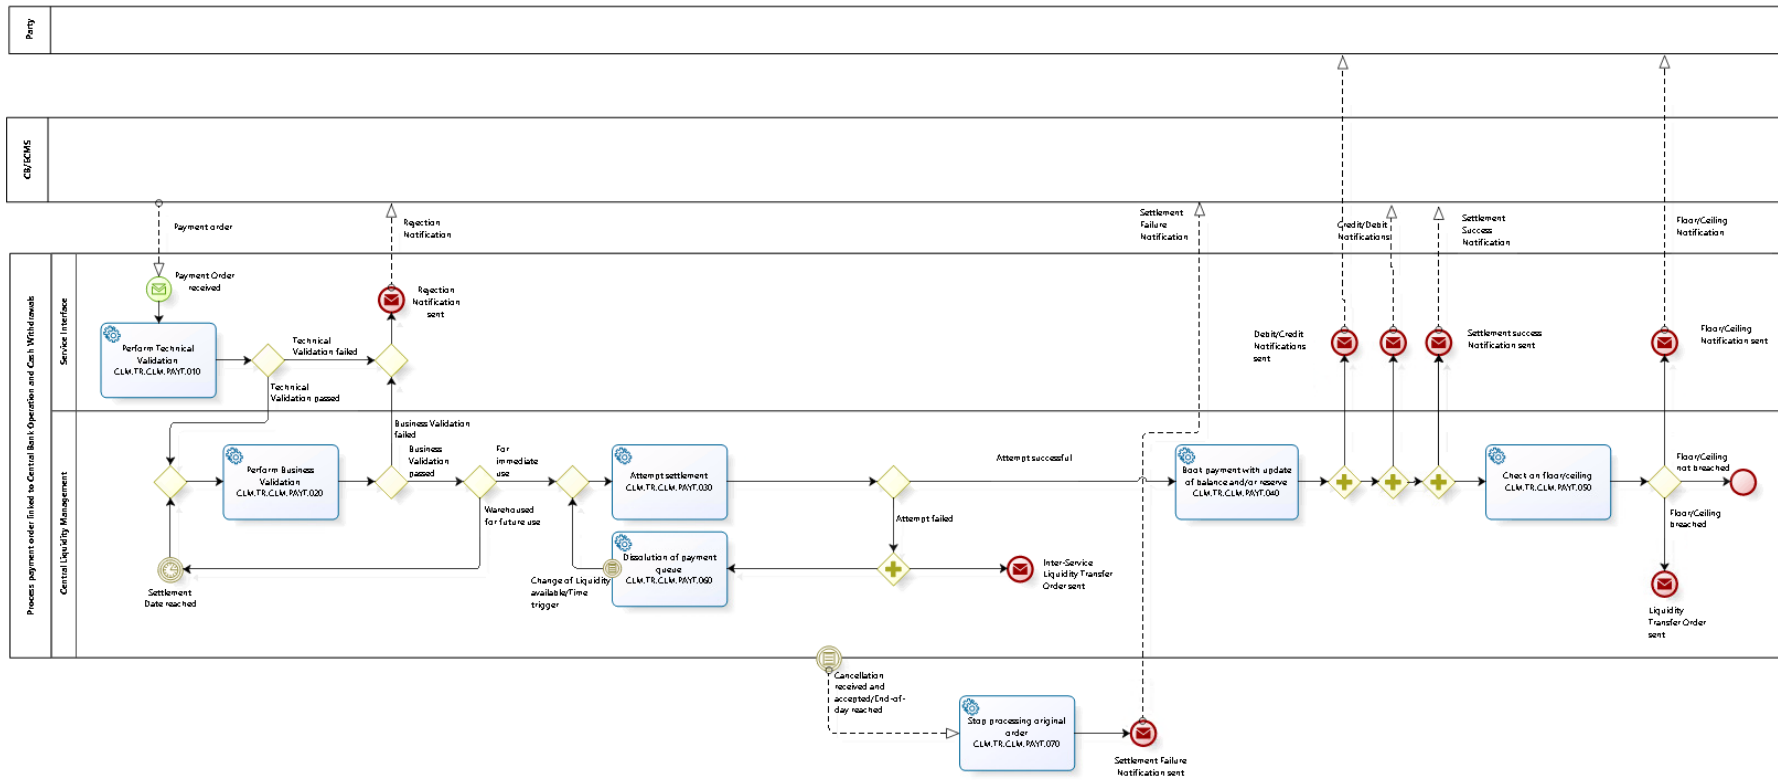 Party
CB/ECMS
Payment order
Rejection
Notification
Settlement
Failure
Notification
Credit/Debit
Notifications
Settlement
Success
Notification
Floor/Ceiling
Notification
Process payment order linked to Central Bank Operation and Cash Withdrawals
Service Interface
Payment Order
received
Rejection
Notification
sent
Perform Technical
Validation
CLM.TR.CLM.PAYT.010
Technical
Validation failed
Technical
Validation passed
Debit/Credit
Notifications
sent
Settlement success
Notification sent
Floor/Ceiling
Notification sent
Central Liquidity Management
Business Validation
failed
Business
Validation
passed
For
immediate
use
Perform Business
Validation
CLM.TR.CLM.PAYT.020
Warehoused
for future use
Attempt settlement
CLM.TR.CLM.PAYT.030
Attempt successful
Attempt failed
Book payment with update
of balance and/or reserve
CLM.TR.CLM.PAYT.040
Check on floor/ceiling
CLM.TR.CLM.PAYT.050
Floor/Ceiling
not breached
Floor/Ceiling
breached
Settlement
Date reached
Change of Liquidity
available/Time
trigger
Dissolution of payment
queue
CLM.TR.CLM.PAYT.060
Inter-Service
Liquidity Transfer
Order sent
Liquidity
Transfer Order
sent
Cancellation
received and
accepted/End-of-
day reached
Stop processing original
order
CLM.TR.CLM.PAYT.070
Settlement Failure
Notification sent